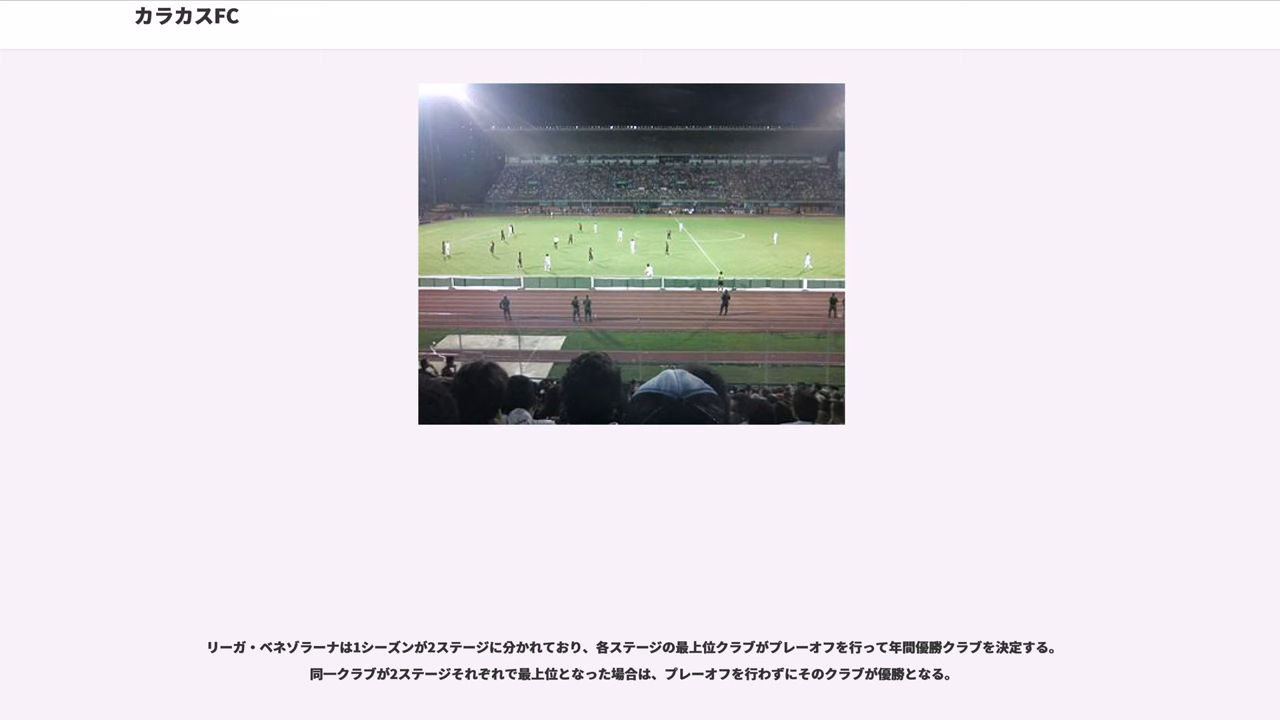 カラカスFC
リーガ・ベネゾラーナは1シーズンが2ステージに分かれており、各ステージの最上位クラブがプレーオフを行って年間優勝クラブを決定する。
同一クラブが2ステージそれぞれで最上位となった場合は、プレーオフを行わずにそのクラブが優勝となる。